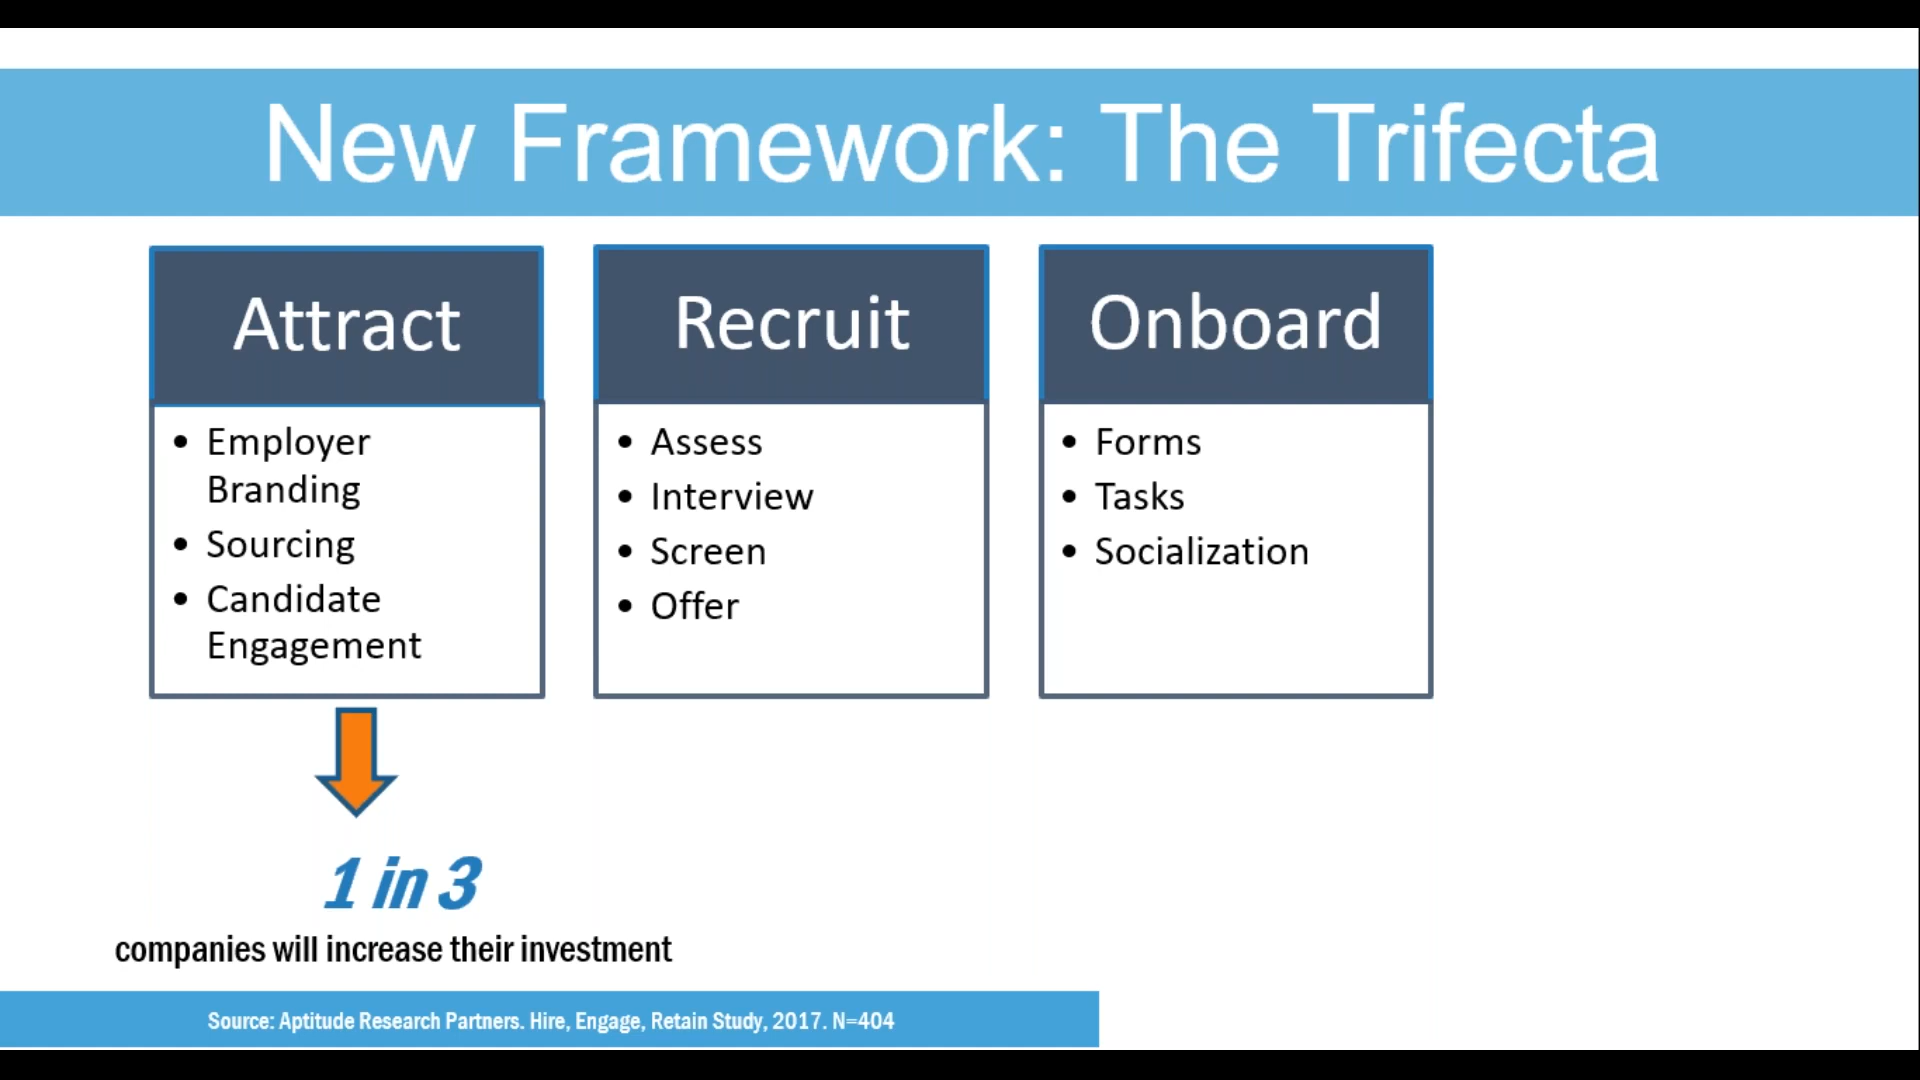 New Framework: The Trifecta
Attract
• Employer
Branding
• Sourcing
• Candidate
Engagement
Recruit
• Assess
• Interview
• Screen
• Offer
Onboard
• Forms
• Tasks
• Socialization
1 in 3
companies will increase their investment
Source: Aptitude Research Partners. Hire, Engage, Retain Study, 2017. N=404